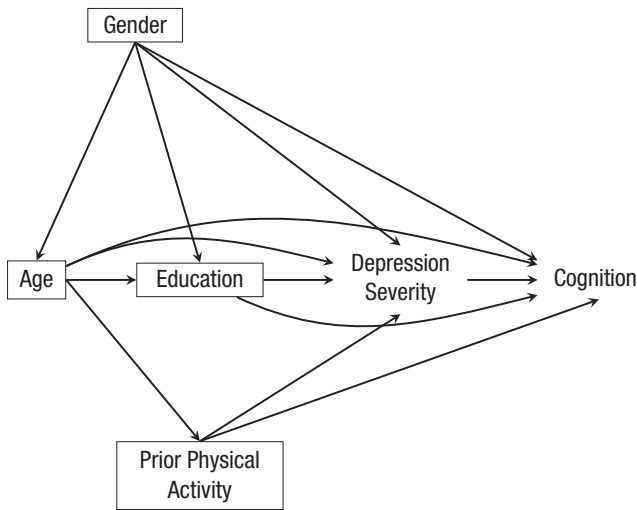 Gender
Age
Education
Depression
Severity
Cognition
Prior Physical
Activity